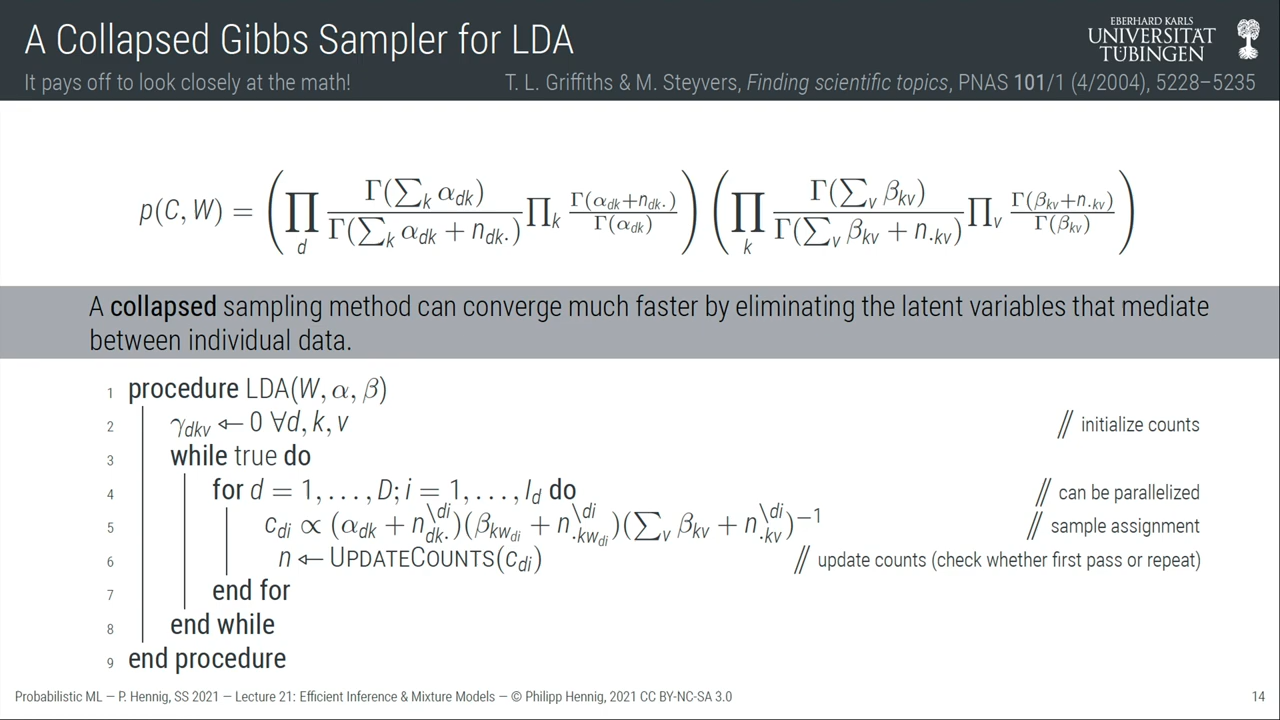 A Collapsed Gibbs Sampler for LDA
EBERHARD KARLS
UNIVERSITÄT
TÜBINGEN
It pays off to look closely at the math!
T. L. Griffiths & M. Steyvers, Finding scientific topics, PNAS 101/1 (4/2004), 5228–5235
p(C, W) = (∏_d Γ(∑_k α_dk) / Γ(∑_k α_dk + n_dk·) ∏_k Γ(α_dk+n_dk·) / Γ(α_dk)) (∏_k Γ(∑_v β_kv) / Γ(∑_v β_kv + n_·kv) ∏_v Γ(β_kv+n_·kv) / Γ(β_kv))
A collapsed sampling method can converge much faster by eliminating the latent variables that mediate
between individual data.
1 procedure LDA(W, α, β)
2 γ_dkv ← 0 ∀d, k, v // initialize counts
3 while true do
4 for d = 1, . . . , D; i = 1, . . . , I_d do // can be parallelized
5 c_di ∝ (α_dk + n_dk·^\di)(β_kw_di + n_·kw_di^\di)(∑_v β_kv + n_·kv^\di)^−1 // sample assignment
6 n ← UPDATECOUNTS(c_di) // update counts (check whether first pass or repeat)
7 end for
8 end while
9 end procedure
Probabilistic ML — P. Hennig, SS 2021 — Lecture 21: Efficient Inference & Mixture Models — © Philipp Hennig, 2021 CC BY-NC-SA 3.0
14